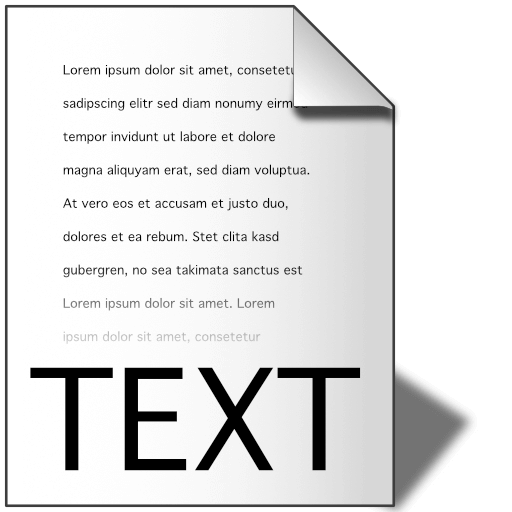 Lorem ipsum dolor sit amet, consetetu
sadipscing elitr sed diam nonumy eirm
tempor invidunt ut labore et dolore
magna aliquyam erat, sed diam voluptua.
At vero eos et accusam et justo duo,
dolores et ea rebum. Stet clita kasd
gubergren, no sea takimata sanctus est
Lorem ipsum dolor sit amet. Lorem
ipsum dolor sit amet, consetetur
TEXT